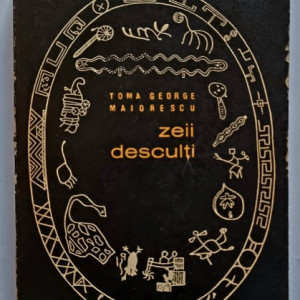 TOMA GEORGE
MAIORESCU
zeii
desculți